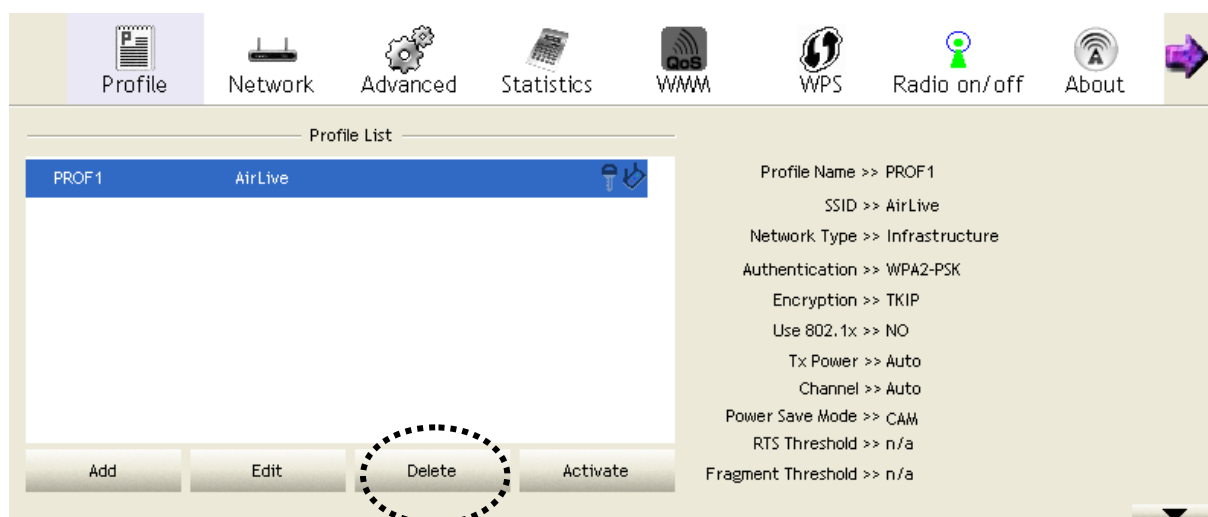 Profile Network Advanced Statistics QoS WMM WPS Radio on/off About
Profile List
PROF1 AirLive
Add Edit Delete Activate
Profile Name >> PROF1
SSID >> AirLive
Network Type >> Infrastructure
Authentication >> WPA2-PSK
Encryption >> TKIP
Use 802.1x >> NO
Tx Power >> Auto
Channel >> Auto
Power Save Mode >> CAM
RTS Threshold >> n/a
Fragment Threshold >> n/a